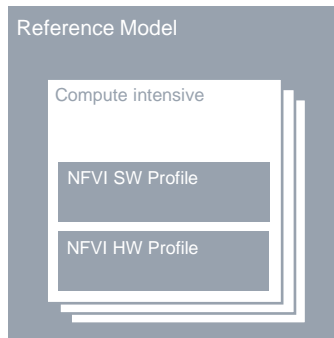 Reference Model
Compute intensive
NFVI SW Profile
NFVI HW Profile